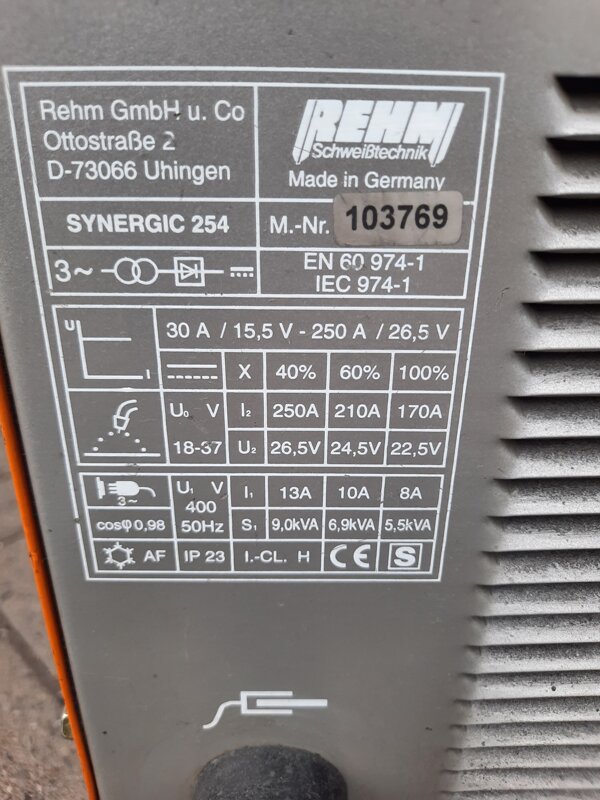 Rehm GmbH u. Co
Ottostraße 2
D-73066 Uhingen
REHM
Schweißtechnik
Made in Germany
SYNERGIC 254
M.-Nr. 103769
3~
EN 60 974-1
IEC 974-1
U
I
30 A / 15,5 V - 250 A / 26,5 V
X 40% 60% 100%
U₀ V I₂ 250A 210A 170A
18-37 U₂ 26,5V 24,5V 22,5V
3~
U₁ V I₁ 13A 10A 8A
400
cosφ 0,98 50Hz S₁ 9,0kVA 6,9kVA 5,5kVA
AF IP 23 I.-CL. H CE S